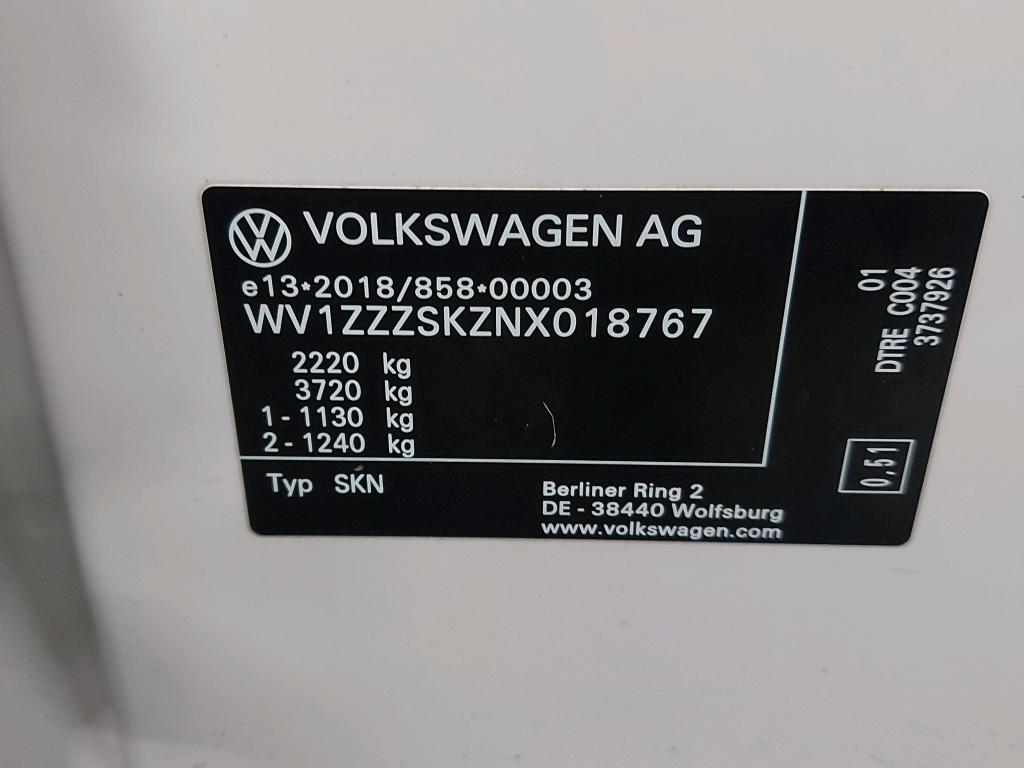 VOLKSWAGEN AG
e13*2018/858*00003
WV1ZZZSKZNX018767
2220 kg
3720 kg
1 - 1130 kg
2 - 1240 kg
Typ SKN
Berliner Ring 2
DE - 38440 Wolfsburg
www.volkswagen.com
01
DTRE C004
3737926
0,51